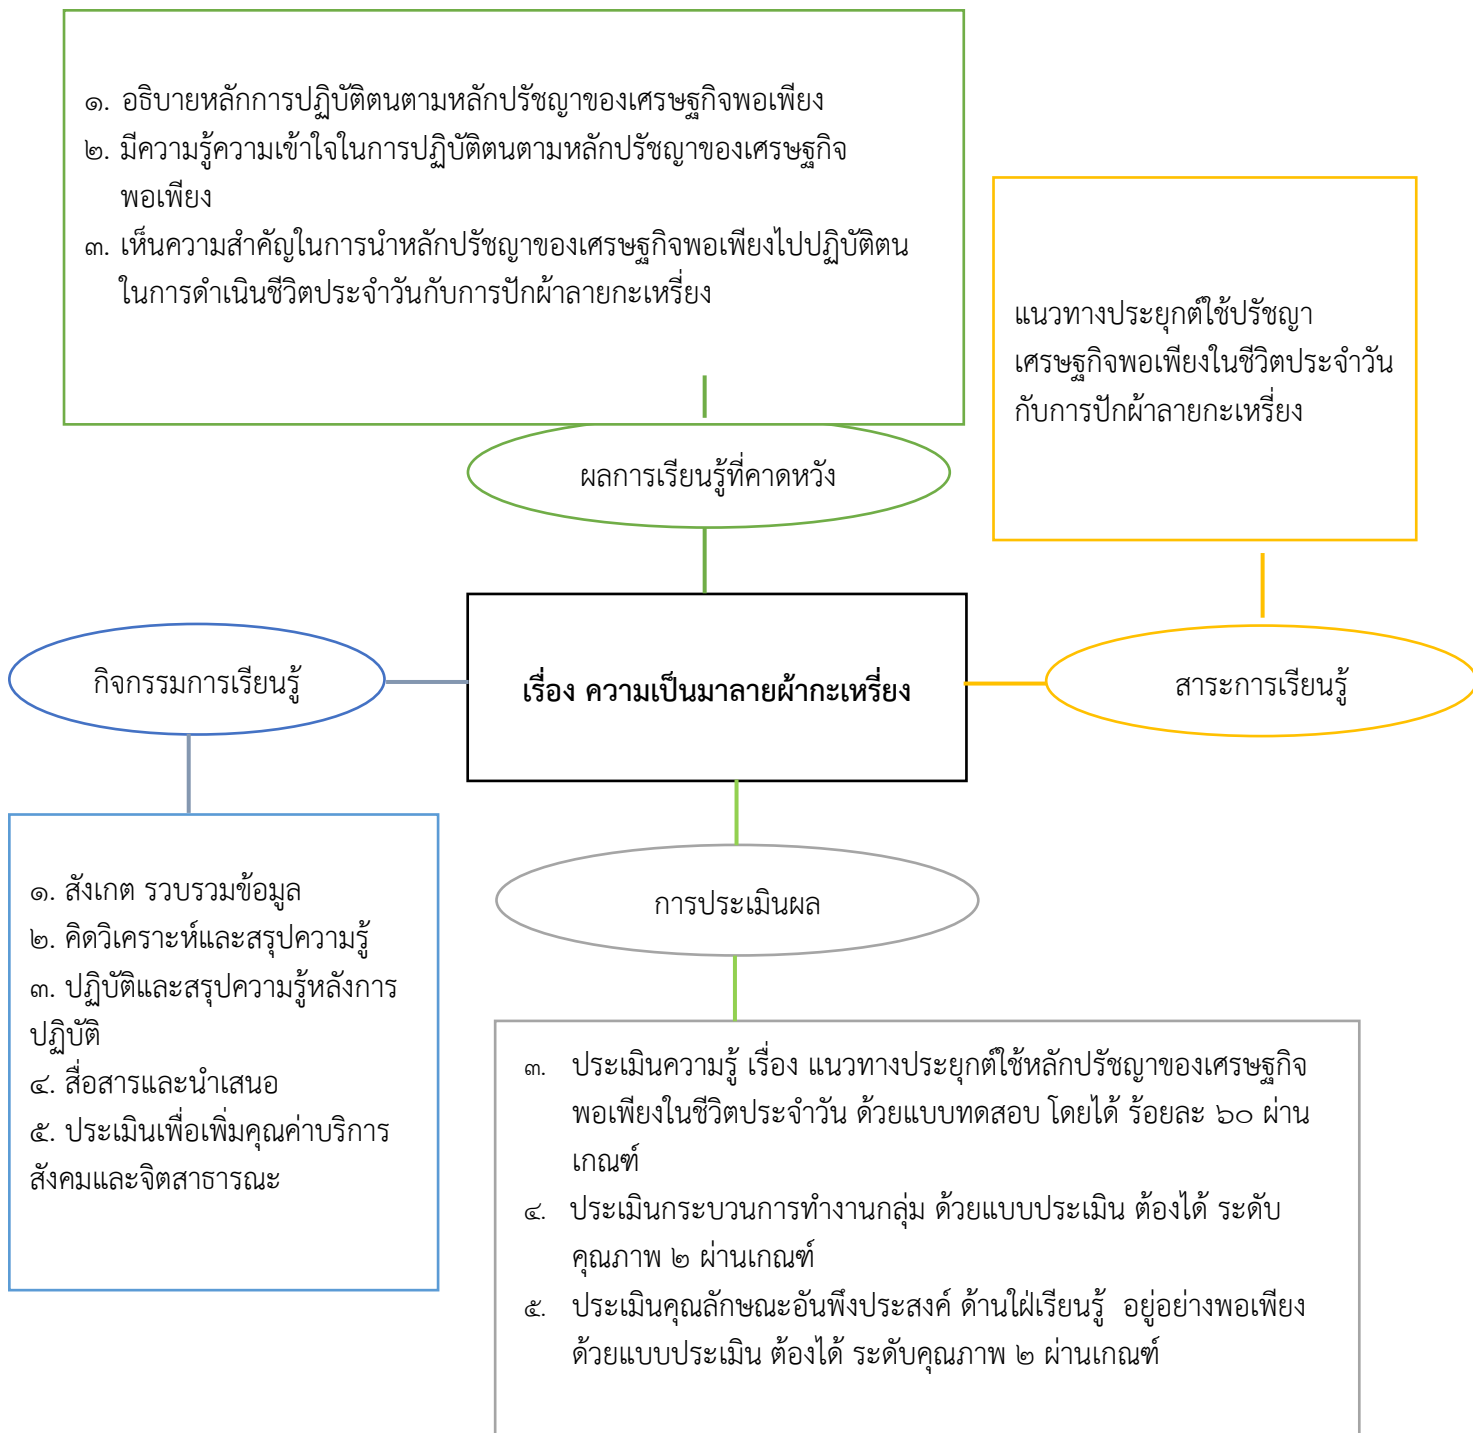 ๑. อธิบายหลักการปฏิบัติตนตามหลักปรัชญาของเศรษฐกิจพอเพียง
๒. มีความรู้ความเข้าใจในการปฏิบัติตนตามหลักปรัชญาของเศรษฐกิจ
พอเพียง
๓. เห็นความสำคัญในการนำหลักปรัชญาของเศรษฐกิจพอเพียงไปปฏิบัติตน
ในการดำเนินชีวิตประจำวันกับการปักผ้าลายกะเหรี่ยง
แนวทางประยุกต์ใช้ปรัชญา
เศรษฐกิจพอเพียงในชีวิตประจำวัน
กับการปักผ้าลายกะเหรี่ยง
ผลการเรียนรู้ที่คาดหวัง
กิจกรรมการเรียนรู้
เรื่อง ความเป็นมาลายผ้ากะเหรี่ยง
สาระการเรียนรู้
๑. สังเกต รวบรวมข้อมูล
๒. คิดวิเคราะห์และสรุปความรู้
๓. ปฏิบัติและสรุปความรู้หลังการ
ปฏิบัติ
๔. สื่อสารและนำเสนอ
๕. ประเมินเพื่อเพิ่มคุณค่าบริการ
สังคมและจิตสาธารณะ
การประเมินผล
๓. ประเมินความรู้ เรื่อง แนวทางประยุกต์ใช้หลักปรัชญาของเศรษฐกิจ
พอเพียงในชีวิตประจำวัน ด้วยแบบทดสอบ โดยได้ ร้อยละ ๖๐ ผ่าน
เกณฑ์
๔. ประเมินกระบวนการทำงานกลุ่ม ด้วยแบบประเมิน ต้องได้ ระดับ
คุณภาพ ๒ ผ่านเกณฑ์
๕. ประเมินคุณลักษณะอันพึงประสงค์ ด้านใฝ่เรียนรู้ อยู่อย่างพอเพียง
ด้วยแบบประเมิน ต้องได้ ระดับคุณภาพ ๒ ผ่านเกณฑ์